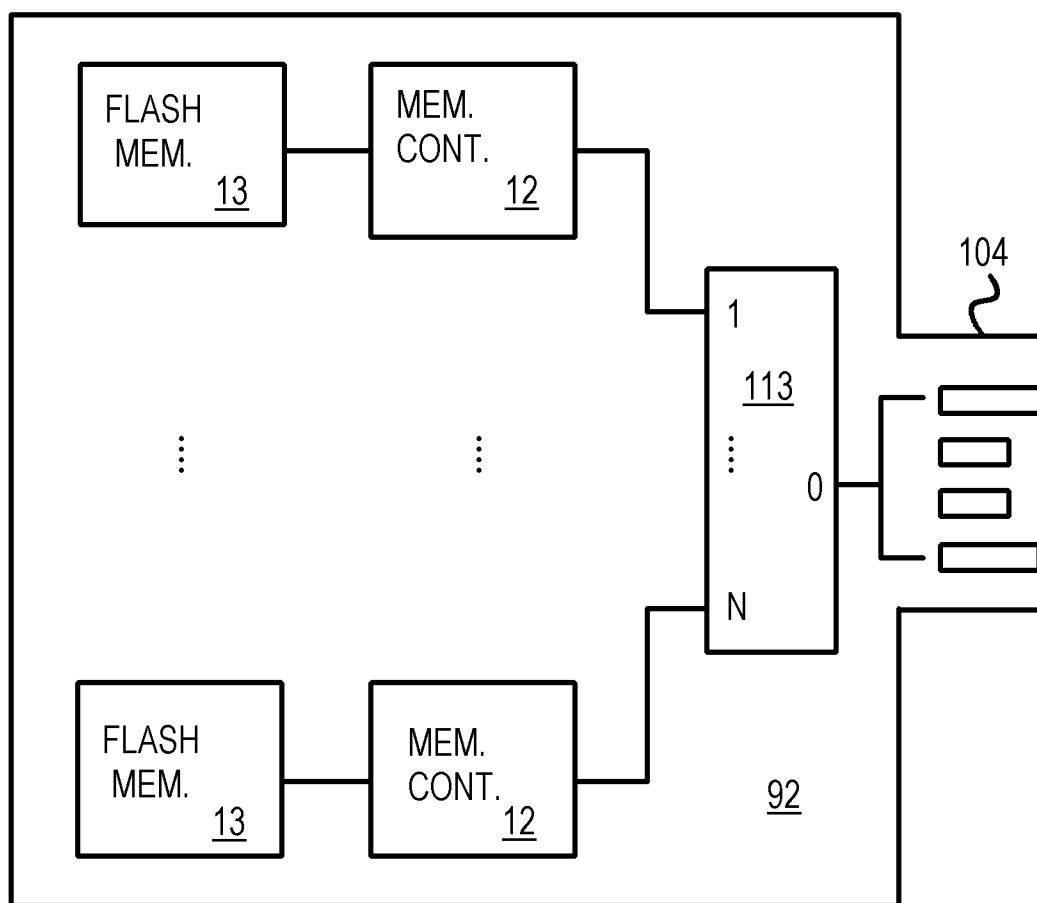 FLASH
MEM.
13
MEM.
CONT.
12
104
1
113
0
N
FLASH
MEM.
13
MEM.
CONT.
12
92